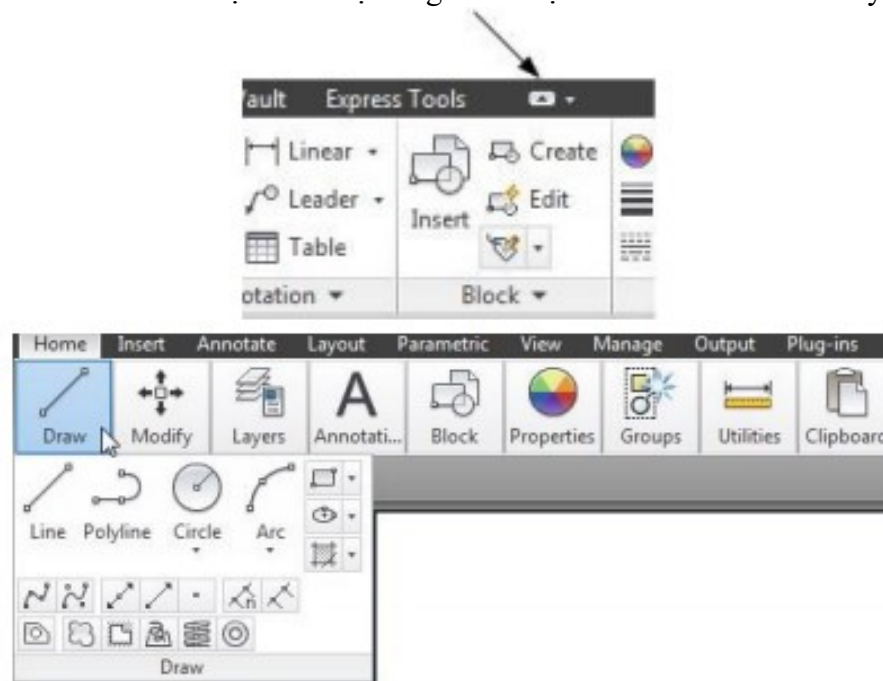 Vault Express Tools
Linear Create
Leader Edit
Insert
Table
otation Block
Home Insert Annotate Layout Parametric View Manage Output Plug-ins
Draw Modify Layers Annotati... Block Properties Groups Utilities Clipboard
Line Polyline Circle Arc
Draw